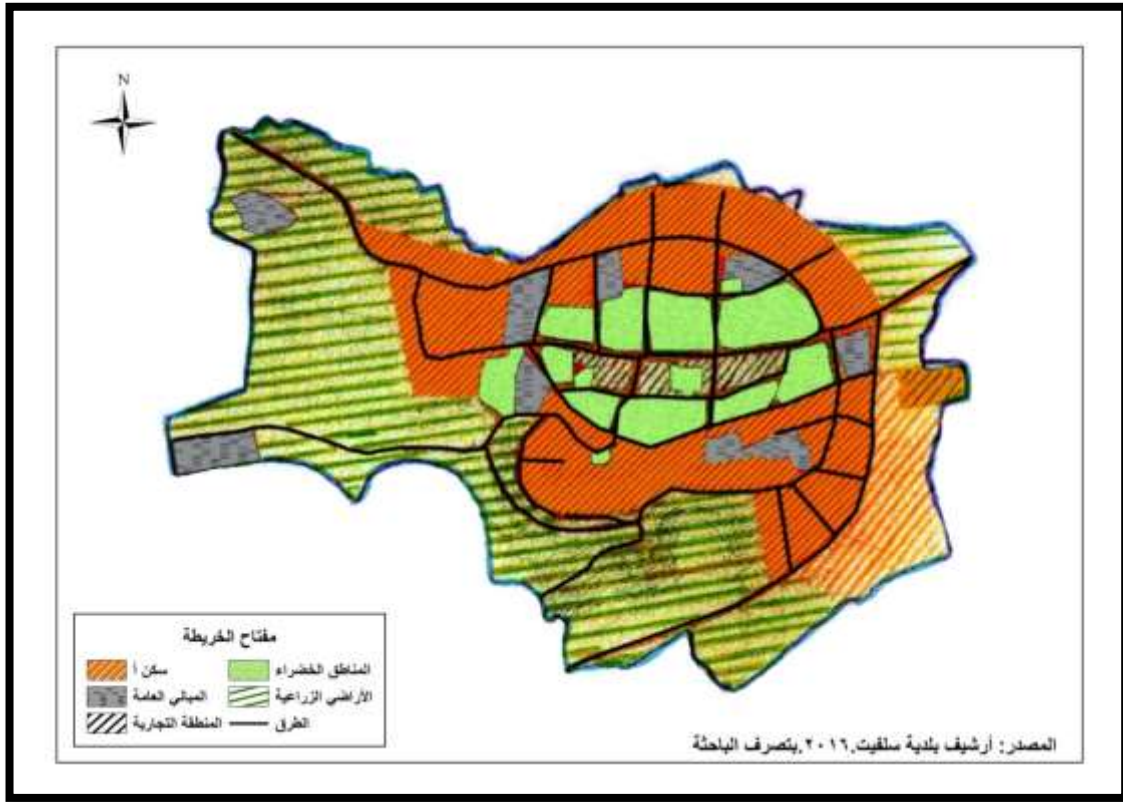 N
مفتاح الخريطة
المناطق الخضراء
سكن أ
الأراضي الزراعية
المباني العامة
الطرق
المنطقة التجارية
المصدر: أرشيف بلدية سلفيت,٢٠١٦,بتصرف الباحثة